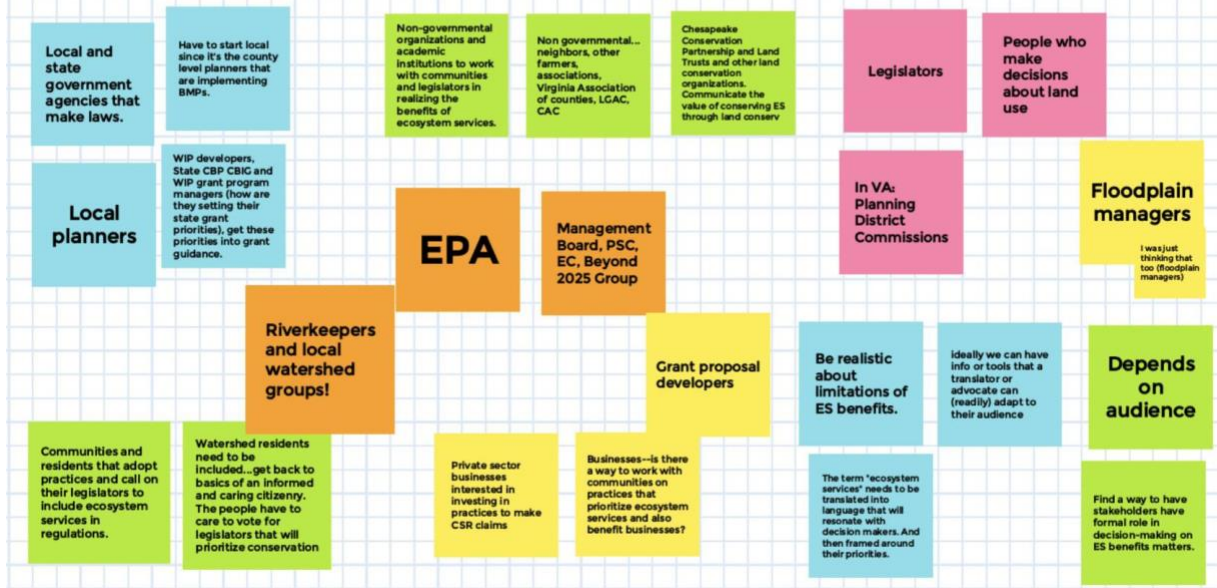 Local and
state
government
agencies that
make laws.
Have to start local
since it's the county
level planners that
are implementing
BMPs.
Non-governmental
organizations and
academic
institutions to work
with communities
and legislators in
realizing the
benefits of
ecosystem services.
Non governmental...
neighbors, other
farmers,
associations,
Virginia Association
of counties, LGAC,
CAC
Chesapeake
Conservation
Partnership and Land
Trusts and other land
conservation
organizations.
Communicate the
value of conserving ES
through land conserv
Legislators
People who
make
decisions
about land
use
Local
planners
WIP developers,
State CBP CBIG and
WIP grant program
managers (how are
they setting their
state grant
priorities), get these
priorities into grant
guidance.
EPA
Management
Board, PSC,
EC, Beyond
2025 Group
In VA:
Planning
District
Commissions
Floodplain
managers
I was just
thinking that
too (floodplain
managers)
Riverkeepers
and local
watershed
groups!
Grant proposal
developers
Be realistic
about
limitations of
ES benefits.
ideally we can have
info or tools that a
translator or
advocate can
(readily) adapt to
their audience
Depends
on
audience
Communities and
residents that adopt
practices and call on
their legislators to
include ecosystem
services in
regulations.
Watershed residents
need to be
included...get back to
basics of an informed
and caring citizenry.
The people have to
care to vote for
legislators that will
prioritize conservation
Private sector
businesses
interested in
investing in
practices to make
CSR claims
Businesses--is there
a way to work with
communities on
practices that
prioritize ecosystem
services and also
benefit businesses?
The term "ecosystem
services" needs to be
translated into
language that will
resonate with
decision makers. And
then framed around
their priorities.
Find a way to have
stakeholders have
formal role in
decision-making on
ES benefits matters.